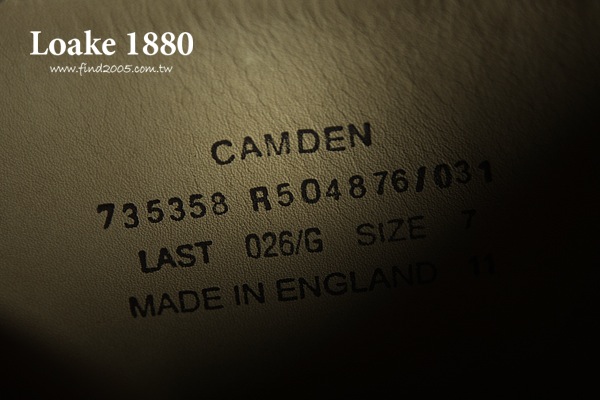 Loake 1880
www.find2005.com.tw
CAMDEN
735358 R504876/031
LAST 026/G SIZE 7
MADE IN ENGLAND 11